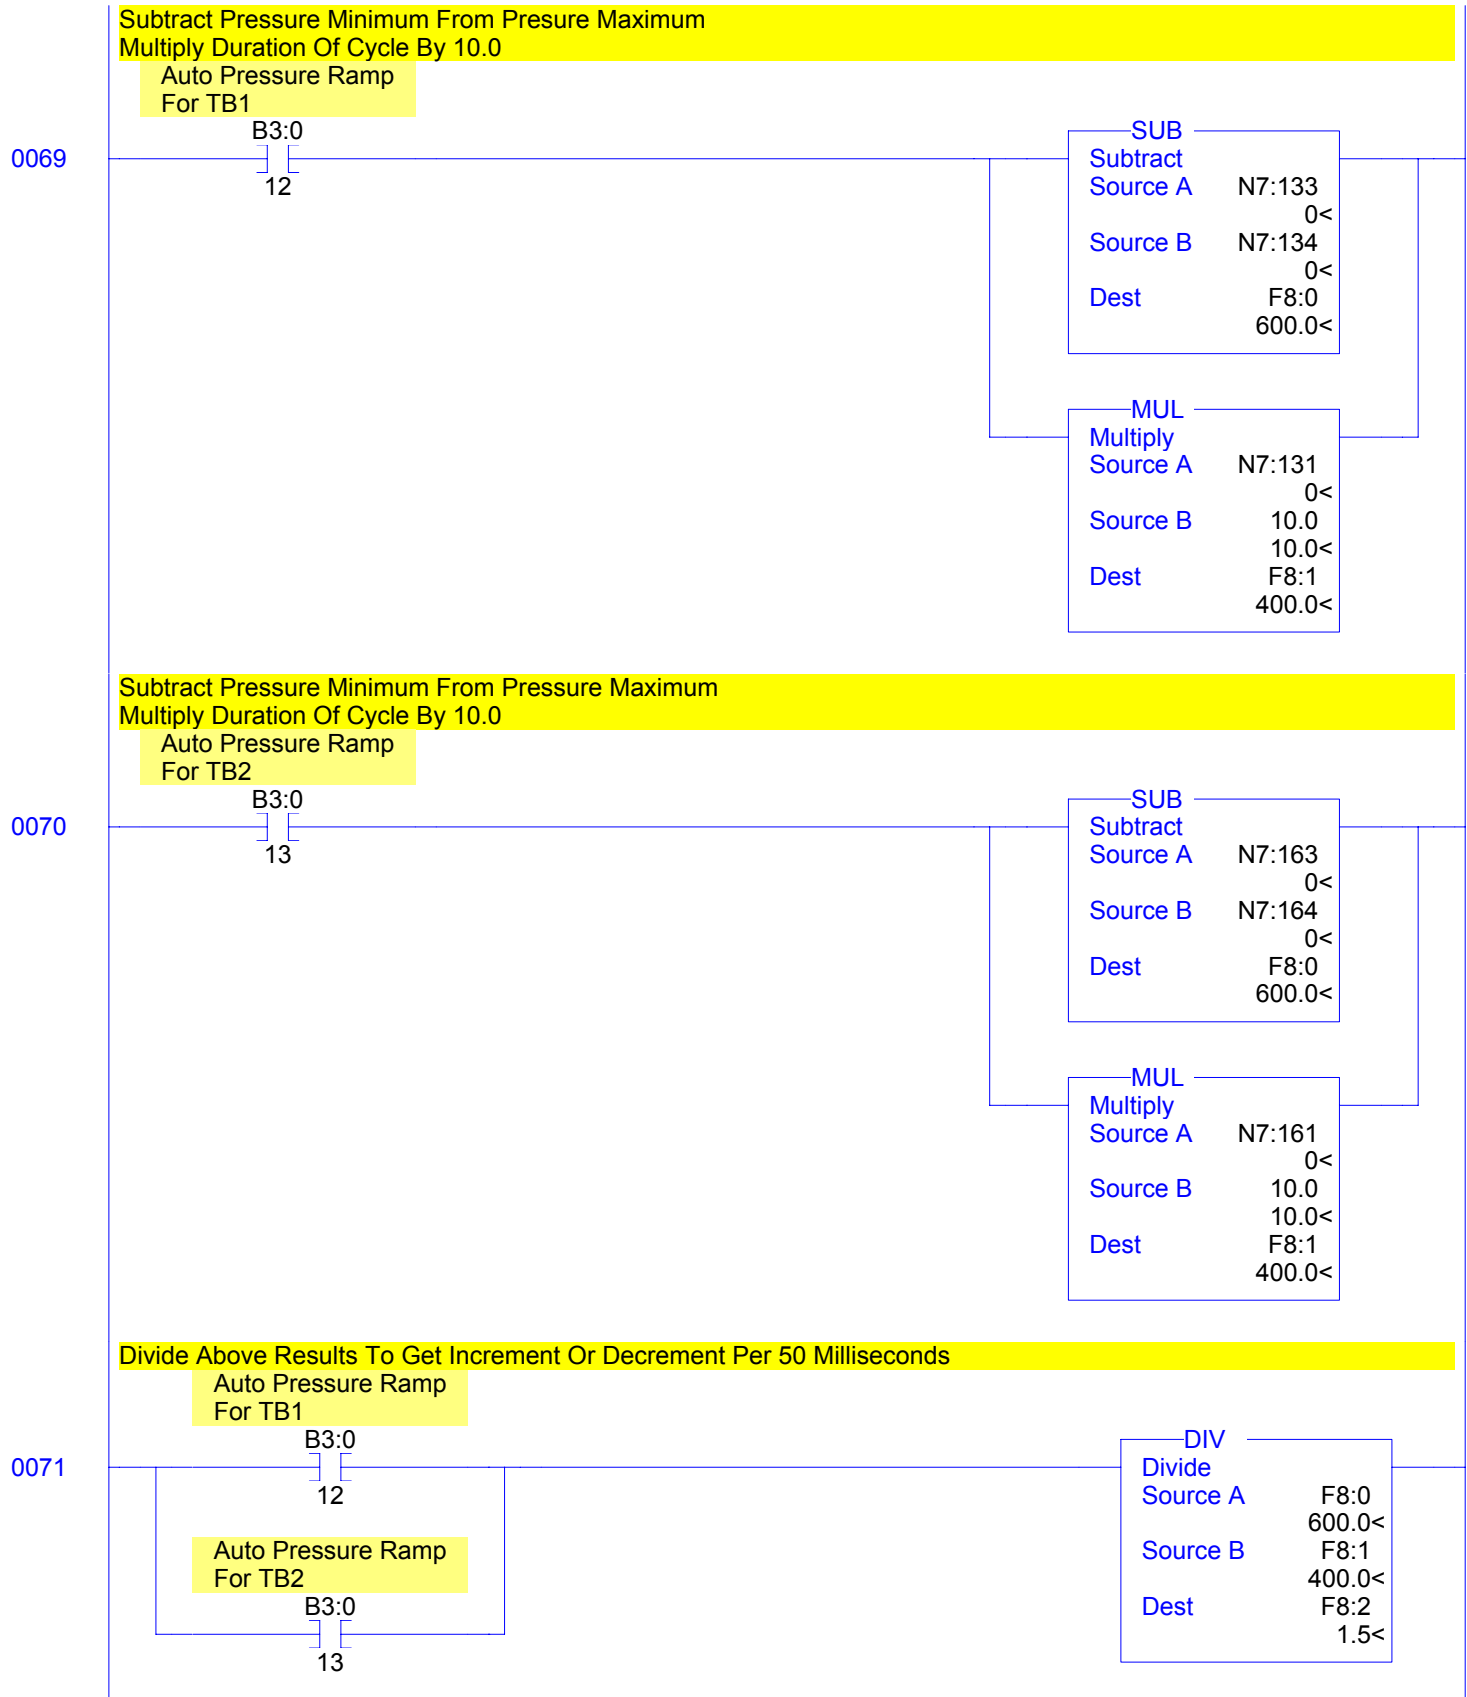 Subtract Pressure Minimum From Presure Maximum
Multiply Duration Of Cycle By 10.0
Auto Pressure Ramp
For TB1
B3:0
0069
12
SUB
Subtract
Source A N7:133
0<
Source B N7:134
0<
Dest F8:0
600.0<
MUL
Multiply
Source A N7:131
0<
Source B 10.0
10.0<
Dest F8:1
400.0<
Subtract Pressure Minimum From Pressure Maximum
Multiply Duration Of Cycle By 10.0
Auto Pressure Ramp
For TB2
B3:0
0070
13
SUB
Subtract
Source A N7:163
0<
Source B N7:164
0<
Dest F8:0
600.0<
MUL
Multiply
Source A N7:161
0<
Source B 10.0
10.0<
Dest F8:1
400.0<
Divide Above Results To Get Increment Or Decrement Per 50 Milliseconds
Auto Pressure Ramp
For TB1
B3:0
0071
12
Auto Pressure Ramp
For TB2
B3:0
13
DIV
Divide
Source A F8:0
600.0<
Source B F8:1
400.0<
Dest F8:2
1.5<